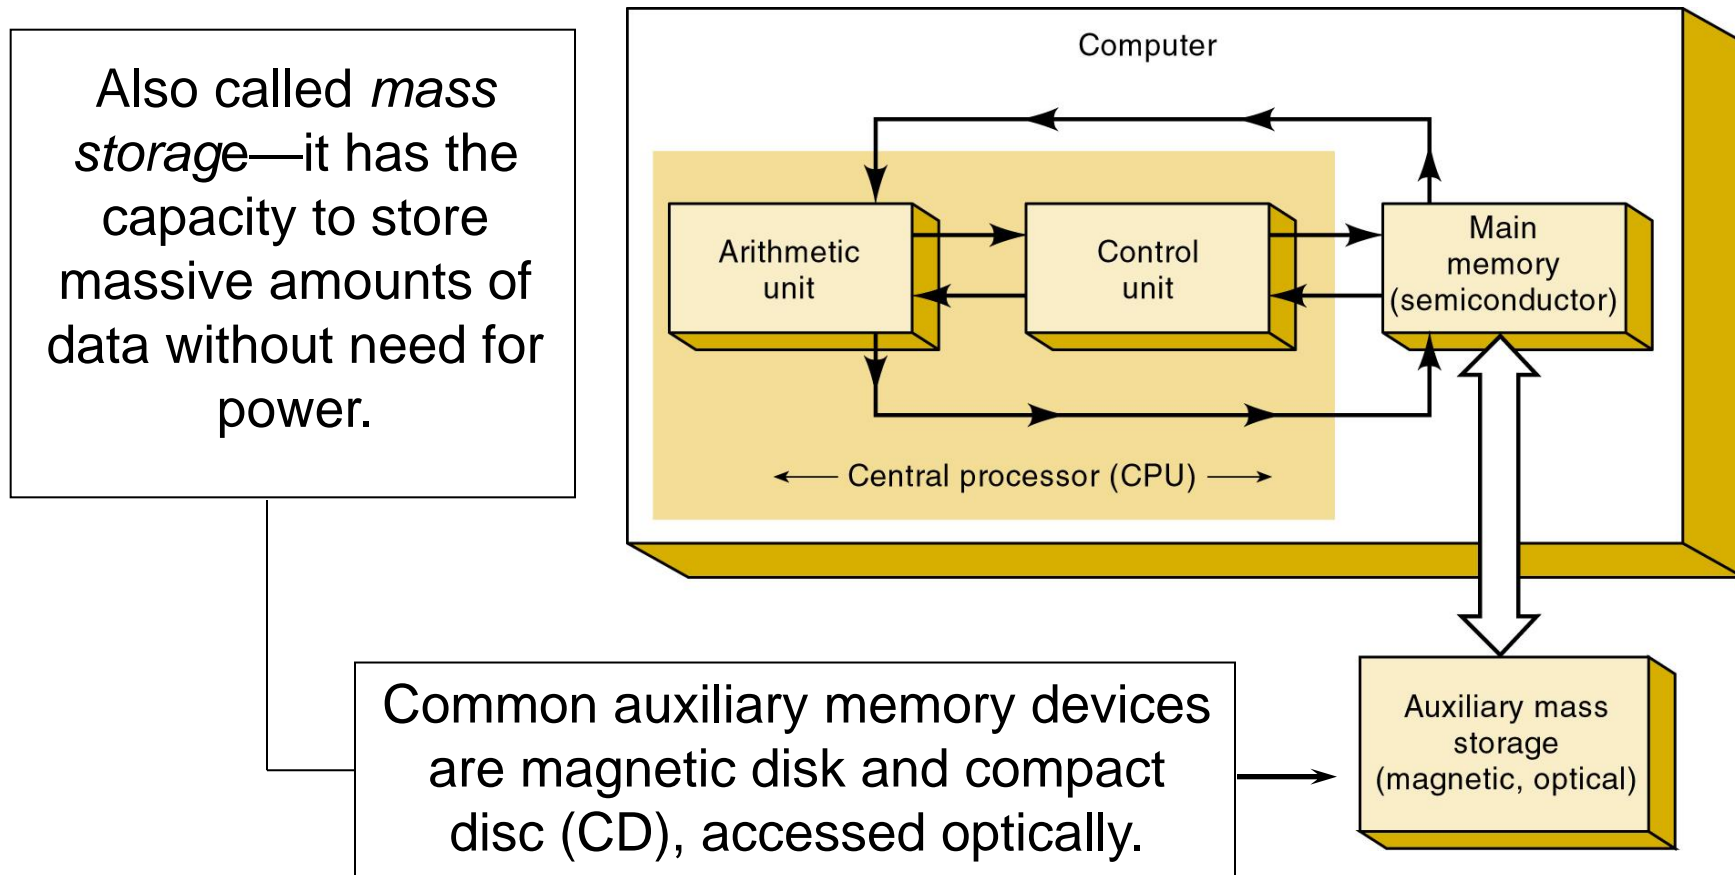 Also called mass
storage—it has the
capacity to store
massive amounts of
data without need for
power.
Computer
Arithmetic
unit
Control
unit
Main
memory
(semiconductor)
Central processor (CPU)
Common auxiliary memory devices
are magnetic disk and compact
disc (CD), accessed optically.
Auxiliary mass
storage
(magnetic, optical)